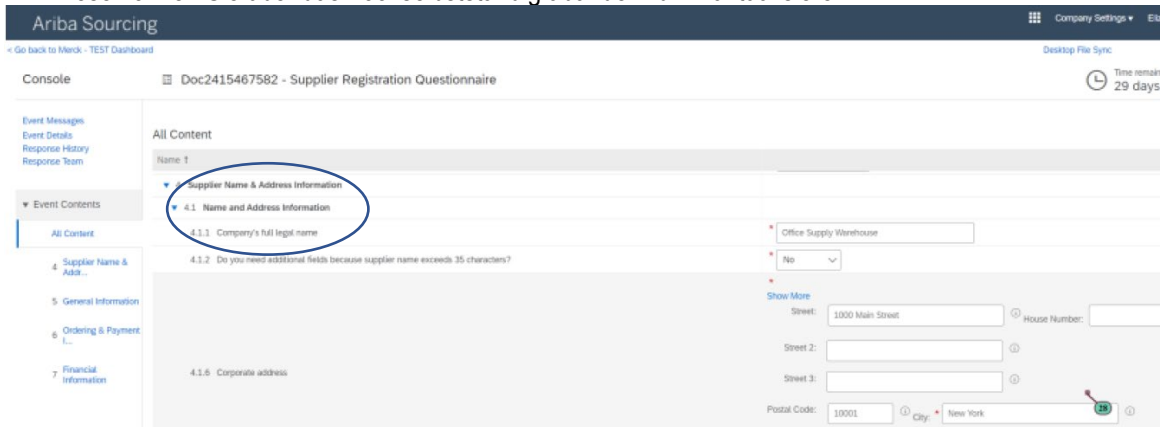 Ariba Sourcing
Company Settings ▾
< Go back to Merck - TEST Dashboard
Desktop File Sync
Console
Doc2415467582 - Supplier Registration Questionnaire
Time remain
29 days
Event Messages
Event Details
Response History
Response Team
All Content
Name ↑
▾ 4 Supplier Name & Address Information
▾ Event Contents
▾ 4.1 Name and Address Information
All Content
4.1.1 Company's full legal name
* Office Supply Warehouse
4.1.2 Do you need additional fields because supplier name exceeds 35 characters?
* No
4 Supplier Name & Addr...
*
Show More
5 General Information
Street: 1000 Main Street
House Number:
6 Ordering & Payment I...
Street 2:
7 Financial Information
4.1.6 Corporate address
Street 3:
28
Postal Code: 10001
City: * New York